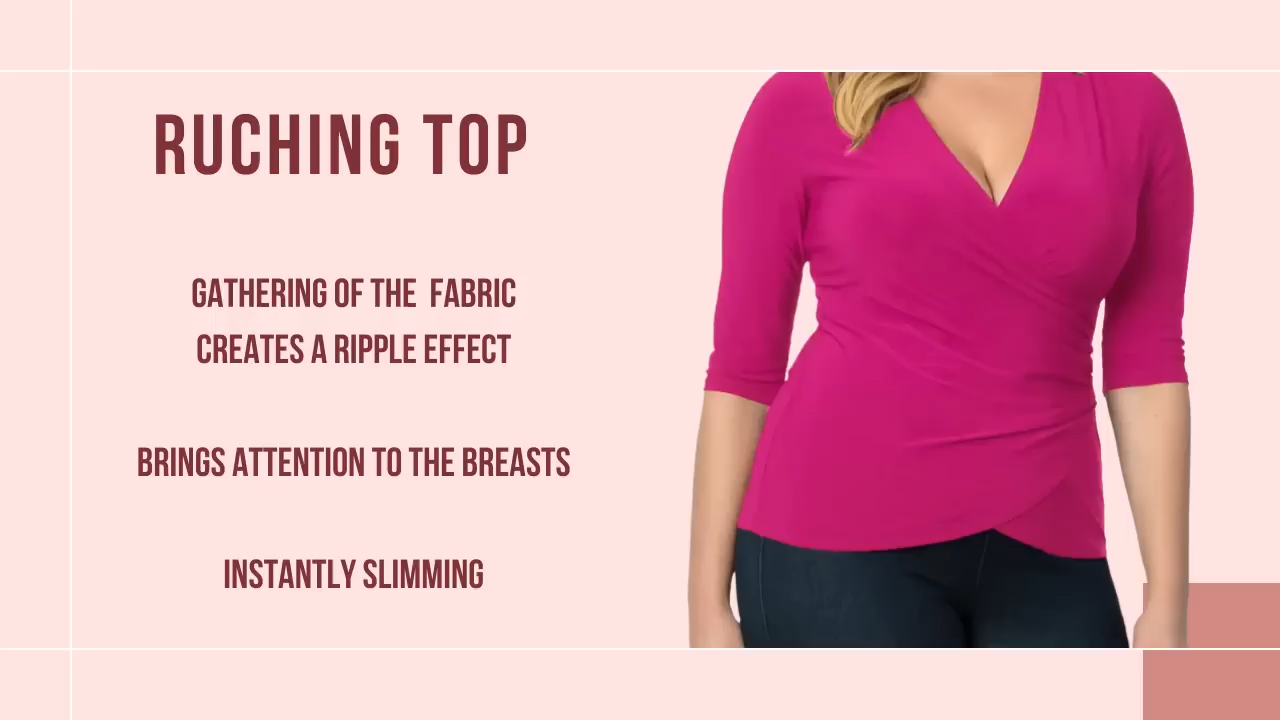 RUCHING TOP
GATHERING OF THE FABRIC
CREATES A RIPPLE EFFECT
BRINGS ATTENTION TO THE BREASTS
INSTANTLY SLIMMING